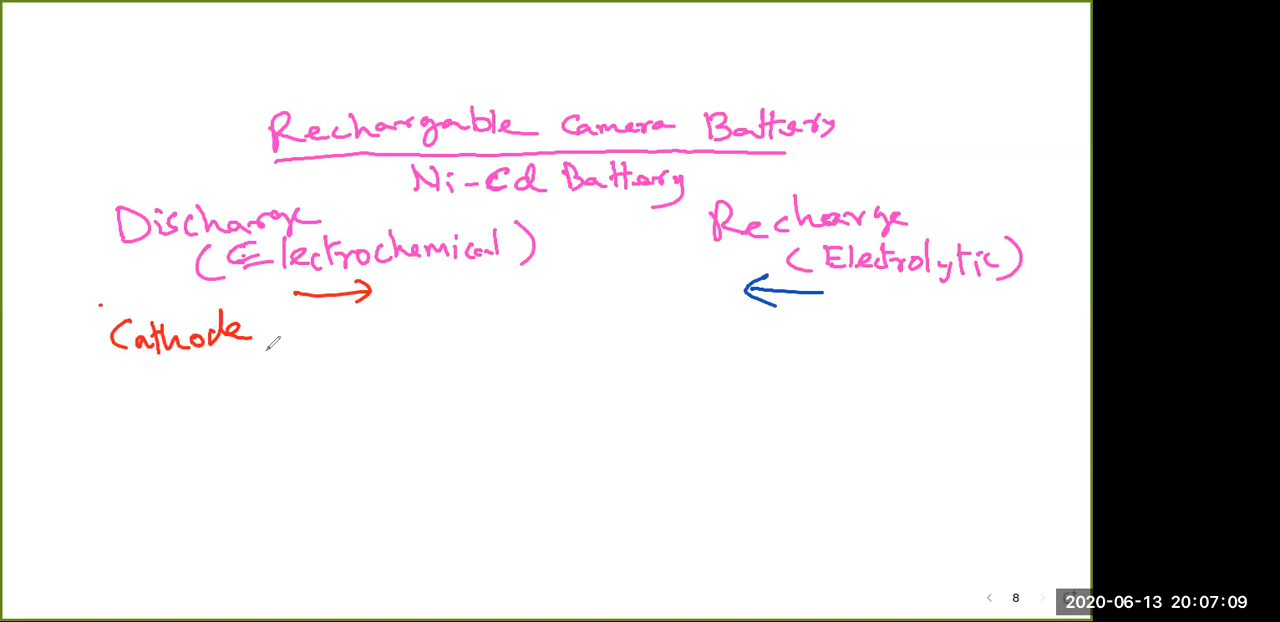 Rechargable Camera Battery
Ni-Cd Battery
Discharge
(Electrochemical)
Recharge
(Electrolytic)
Cathode
8
2020-06-13 20:07:09